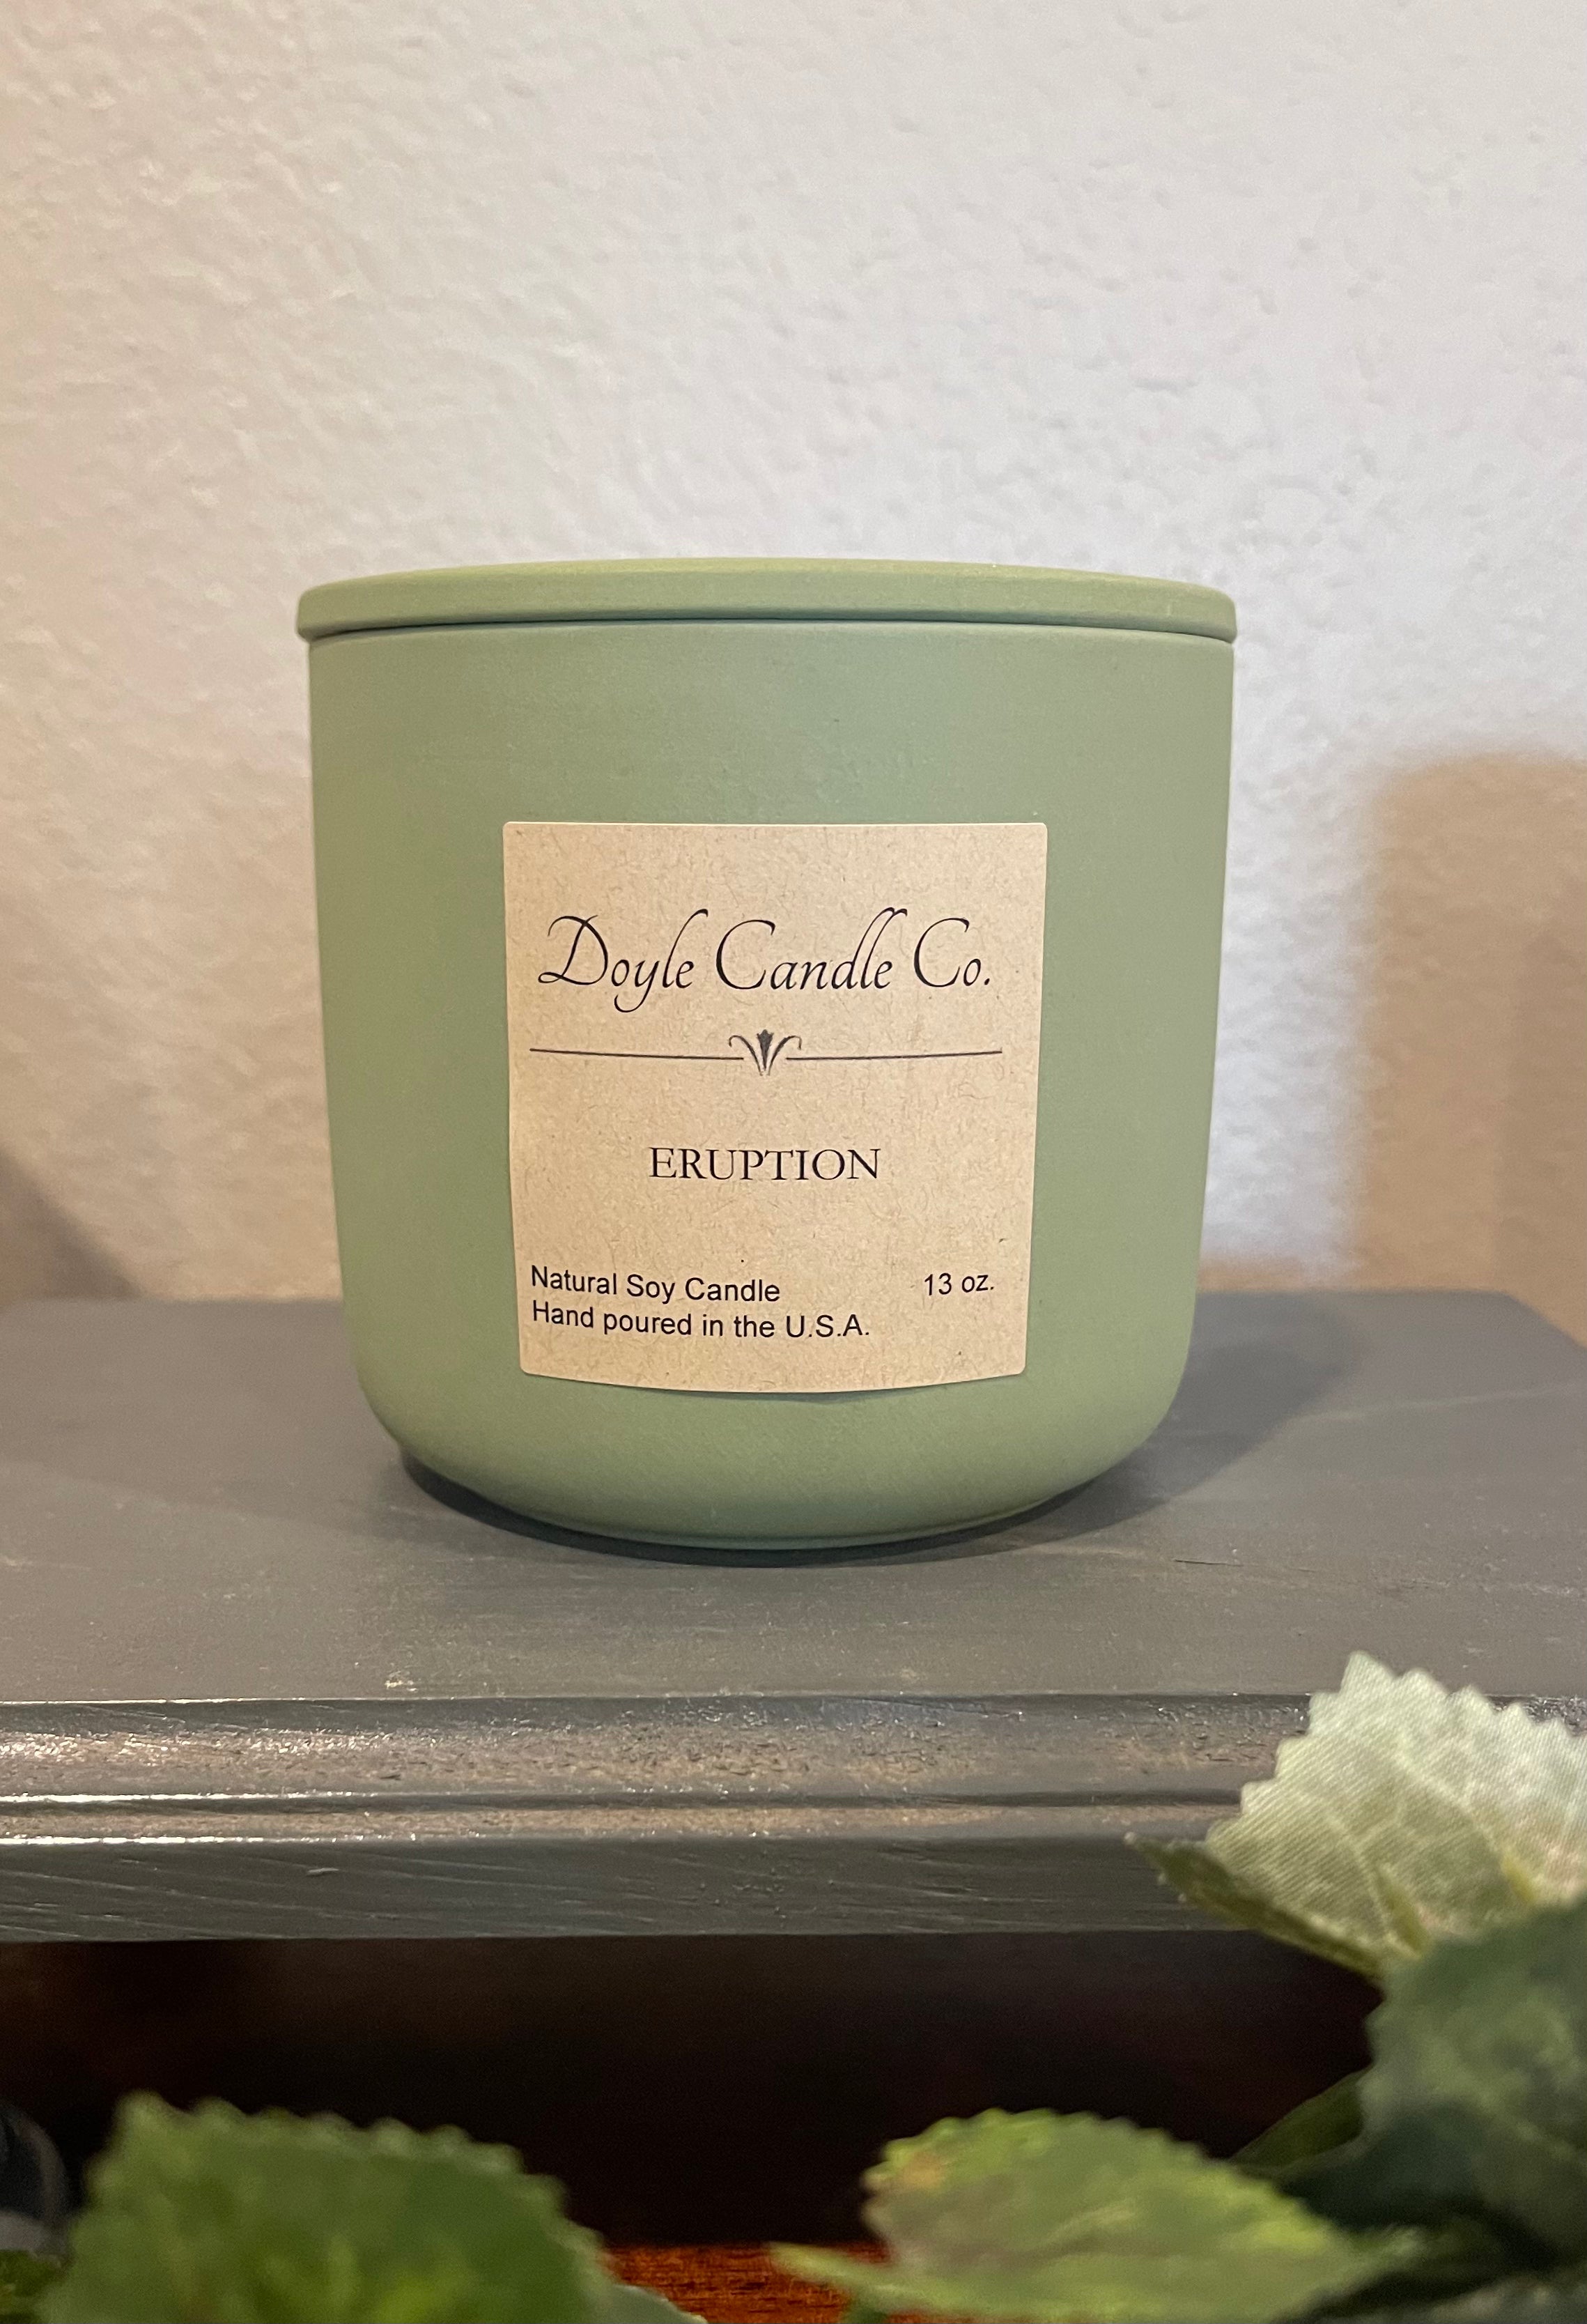 Doyle Candle Co.
ERUPTION
Natural Soy Candle 13 oz.
Hand poured in the U.S.A.